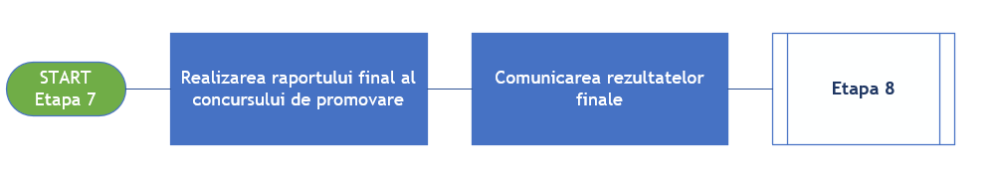 START
Etapa 7
Realizarea raportului final al
concursului de promovare
Comunicarea rezultatelor
finale
Etapa 8